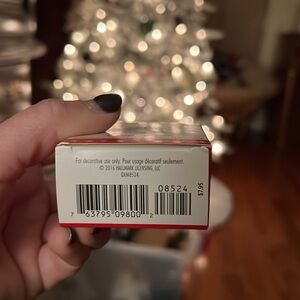 For decorative use only. Pour usage décoratif seulement.
© 2016 HALLMARK LICENSING, LLC
QXM8524
08524
$7.95
7 63795 09800 2